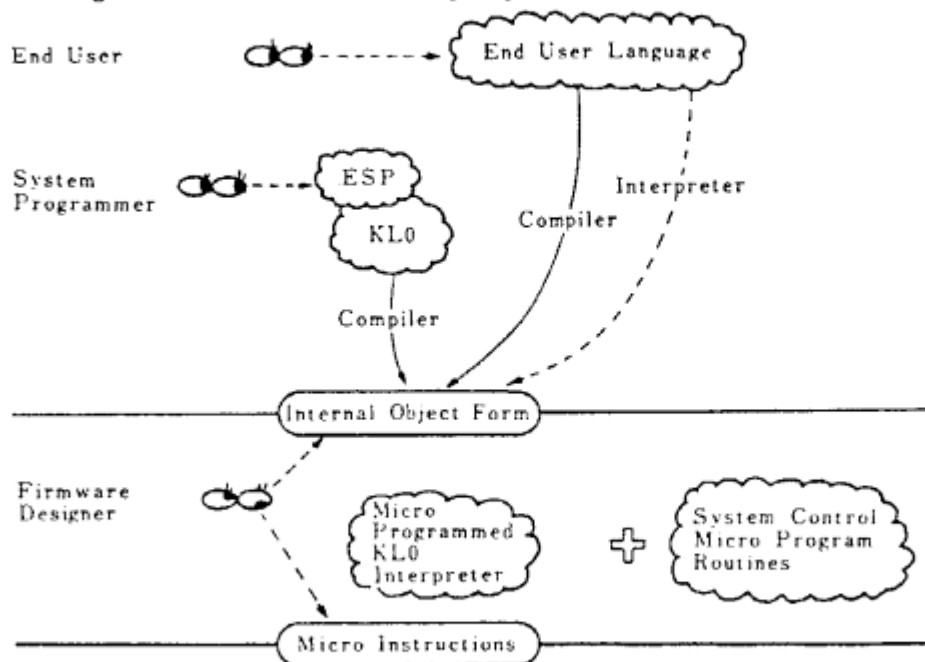 End User
End User Language
System
Programmer
ESP
KL0
Interpreter
Compiler
Compiler
Internal Object Form
Firmware
Designer
Micro
Programmed
KL0
Interpreter
System Control
Micro Program
Routines
Micro Instructions